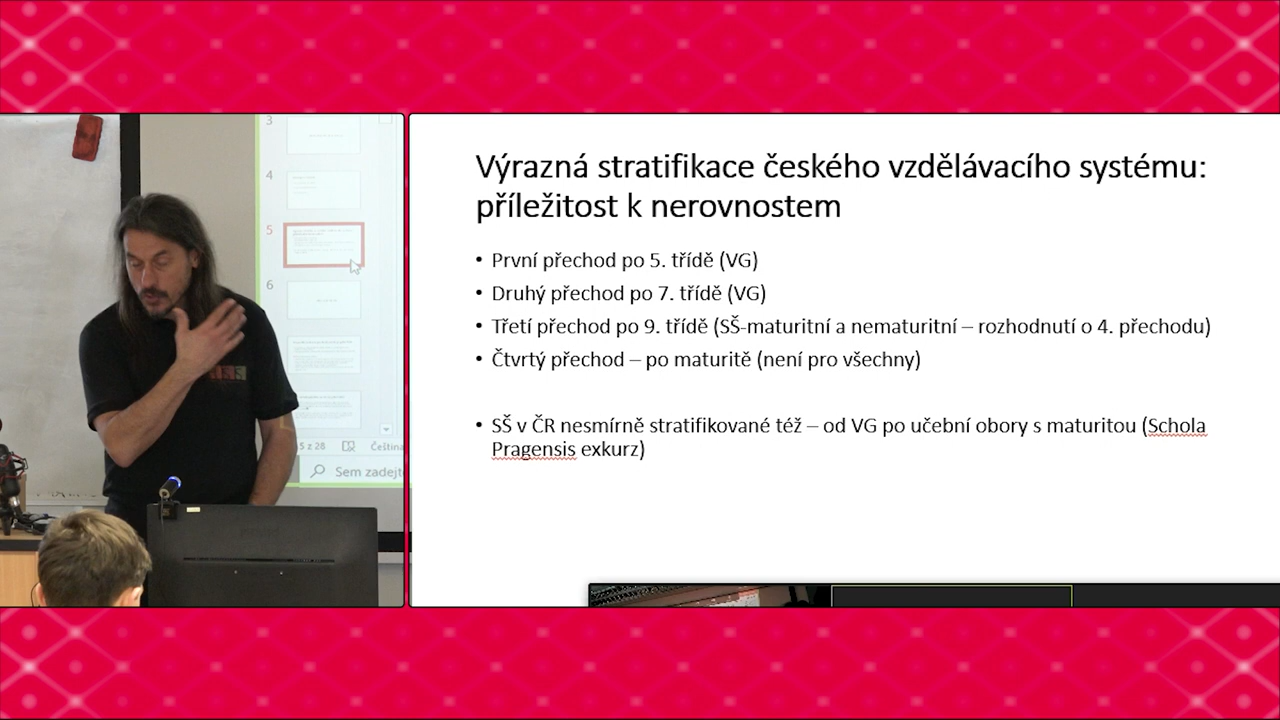 3
4
5
6
5 z 28
Čeština
Sem zadejt
Výrazná stratifikace českého vzdělávacího systému:
příležitost k nerovnostem
• První přechod po 5. třídě (VG)
• Druhý přechod po 7. třídě (VG)
• Třetí přechod po 9. třídě (SŠ-maturitní a nematuritní – rozhodnutí o 4. přechodu)
• Čtvrtý přechod – po maturitě (není pro všechny)
• SŠ v ČR nesmírně stratifikované též – od VG po učební obory s maturitou (Schola
Pragensis exkurz)